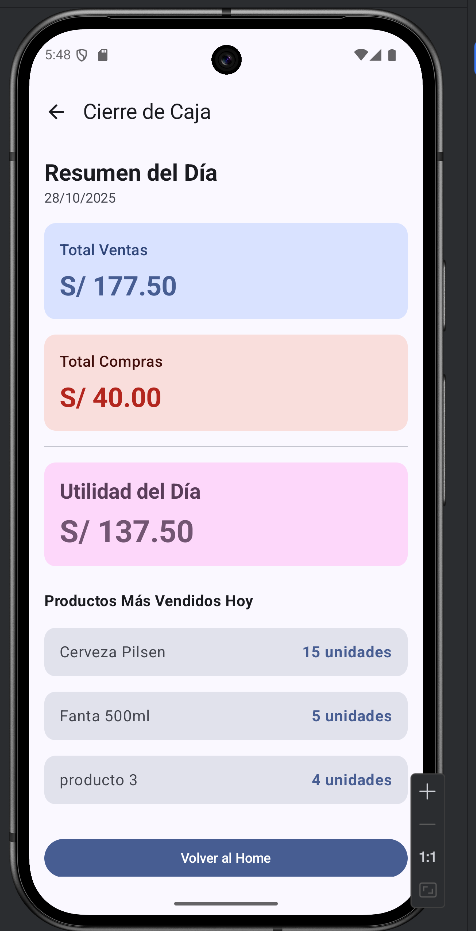 5:48
Cierre de Caja
Resumen del Día
28/10/2025
Total Ventas
S/ 177.50
Total Compras
S/ 40.00
Utilidad del Día
S/ 137.50
Productos Más Vendidos Hoy
Cerveza Pilsen 15 unidades
Fanta 500ml 5 unidades
producto 3 4 unidades
Volver al Home
1:1